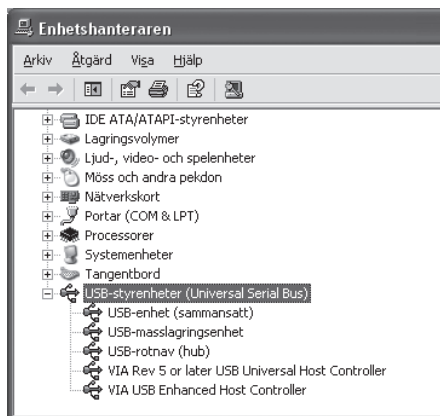 Enhetshanteraren
Arkiv Åtgärd Visa Hjälp
IDE ATA/ATAPI-styrenheter
Lagringsvolymer
Ljud-, video- och spelenheter
Möss och andra pekdon
Nätverkskort
Portar (COM & LPT)
Processorer
Systemenheter
Tangentbord
USB-styrenheter (Universal Serial Bus)
USB-enhet (sammansatt)
USB-masslagringsenhet
USB-rotnav (hub)
VIA Rev 5 or later USB Universal Host Controller
VIA USB Enhanced Host Controller